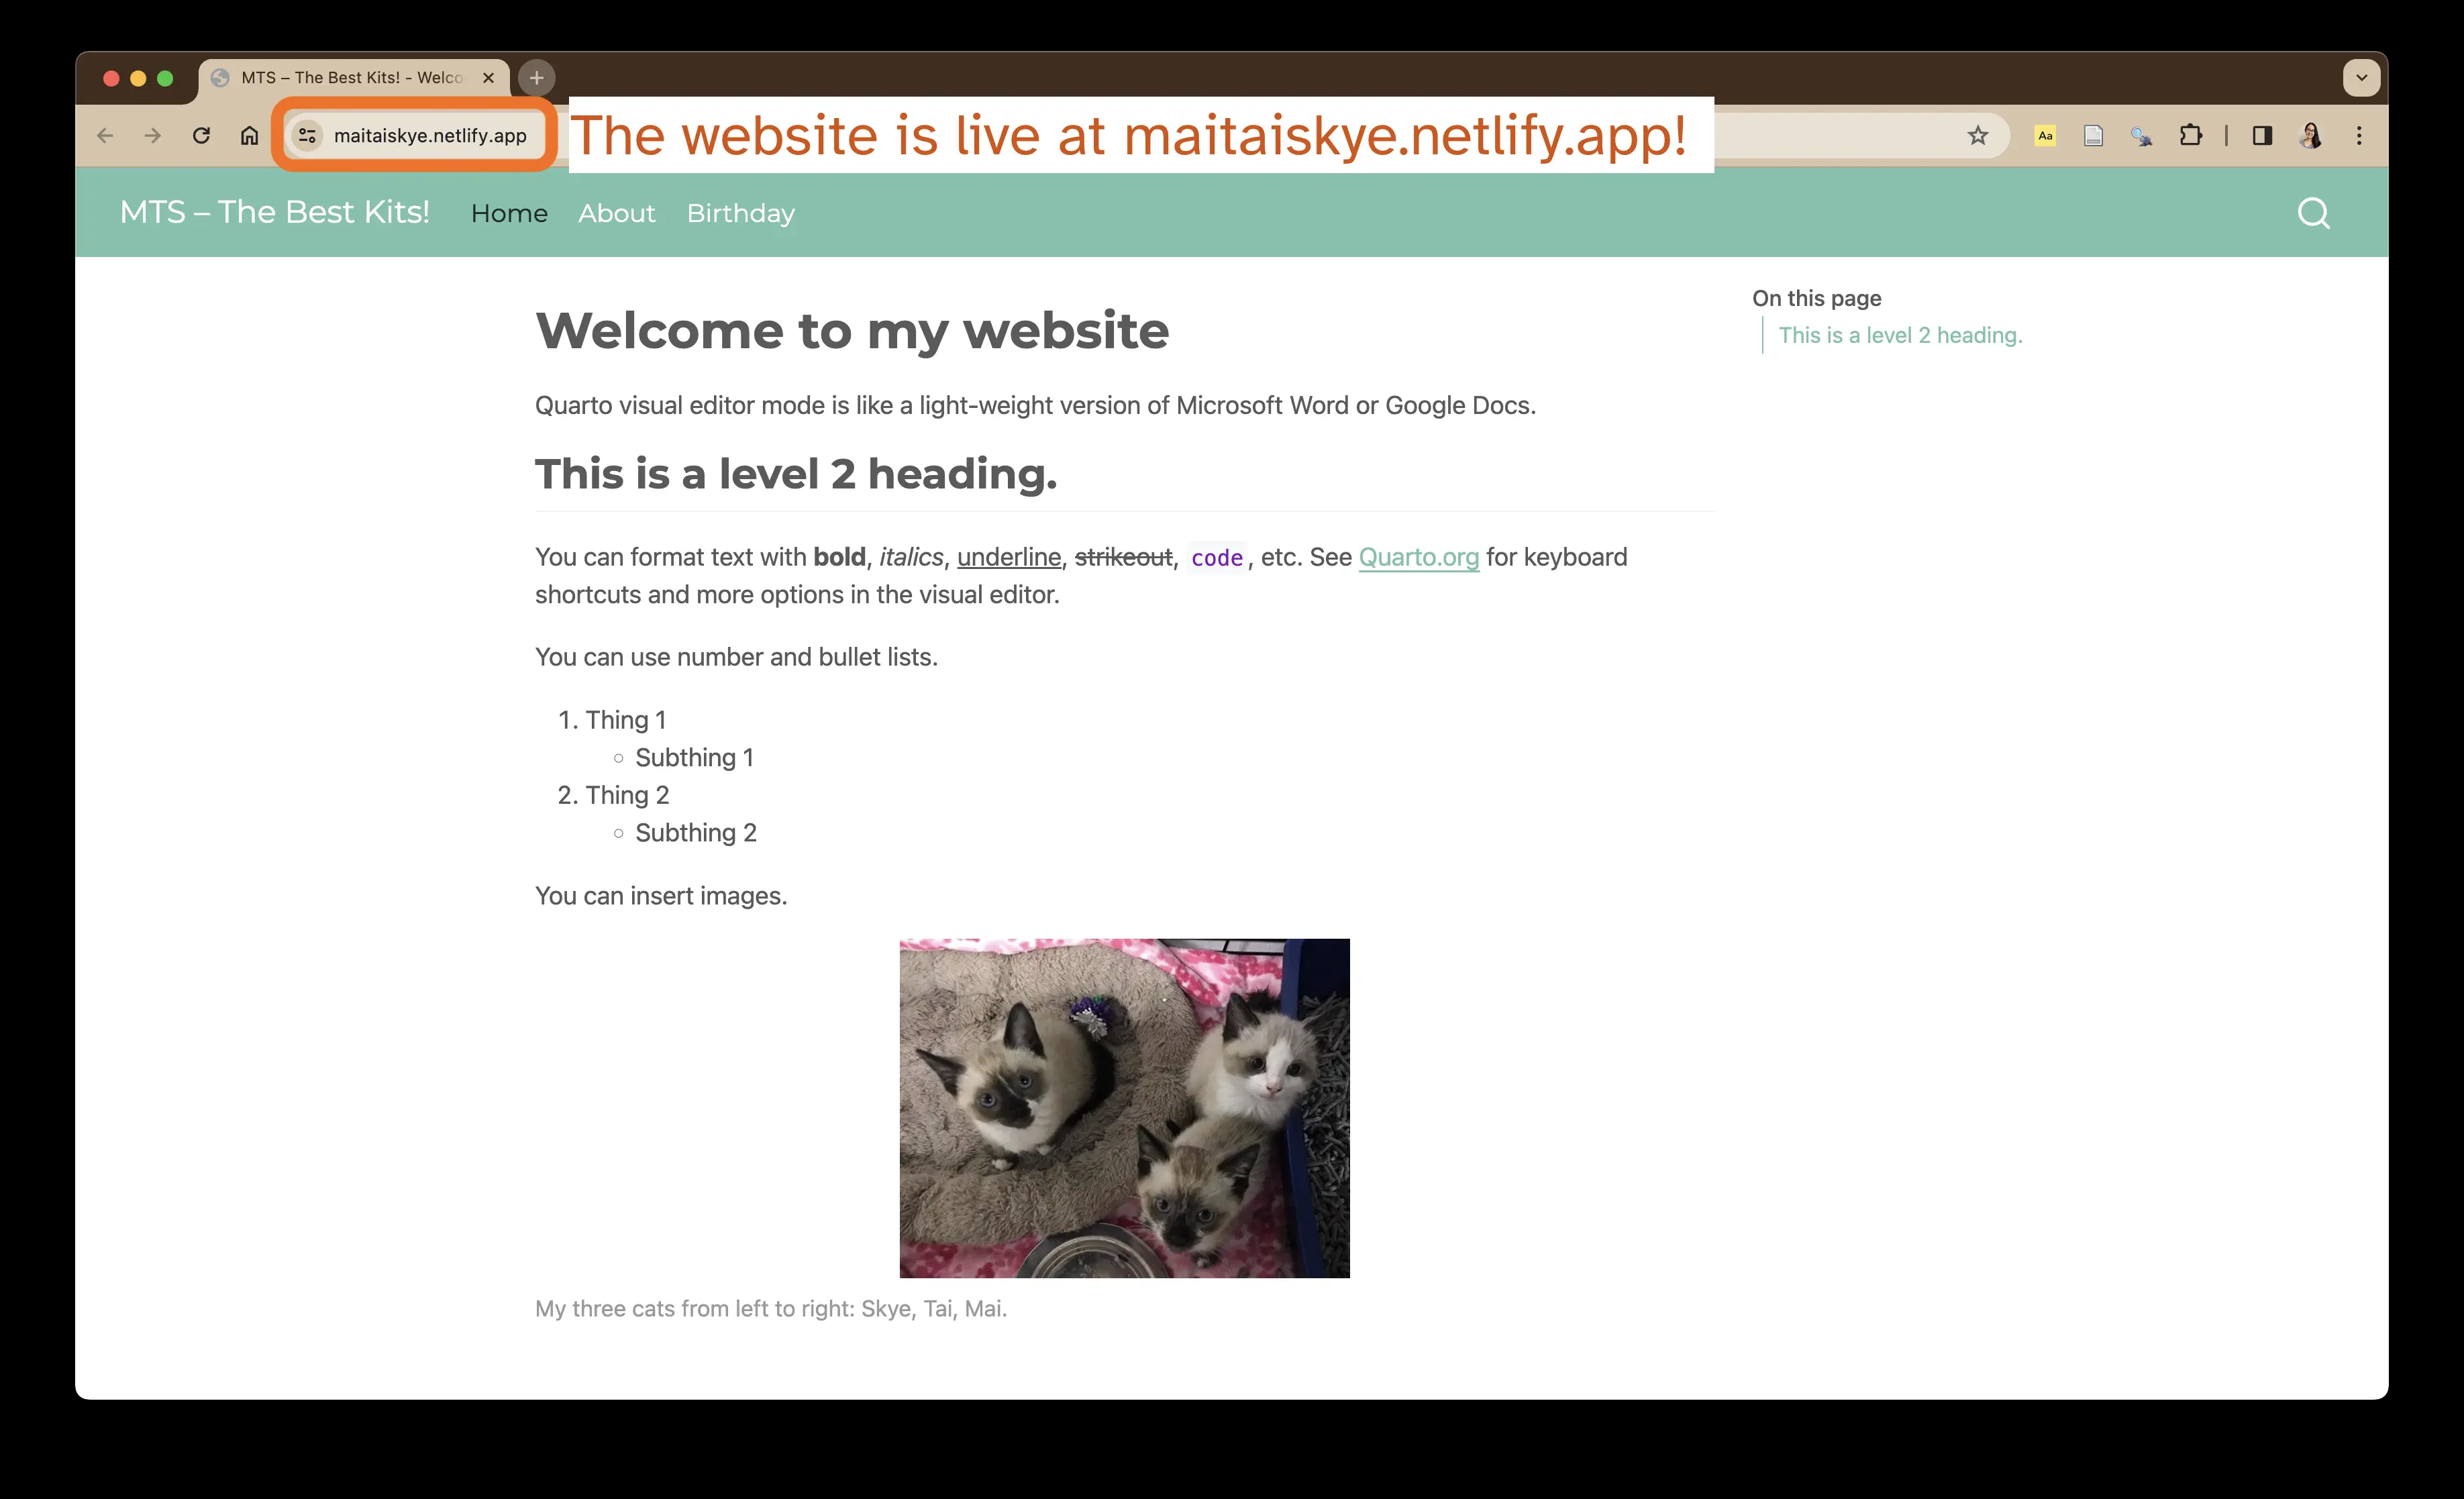 MTS – The Best Kits! - Welco
maitaiskye.netlify.app
The website is live at maitaiskye.netlify.app!
Aa
MTS – The Best Kits! Home About Birthday
On this page
This is a level 2 heading.
Welcome to my website
Quarto visual editor mode is like a light-weight version of Microsoft Word or Google Docs.
This is a level 2 heading.
You can format text with bold, italics, underline, strikeout, code, etc. See Quarto.org for keyboard
shortcuts and more options in the visual editor.
You can use number and bullet lists.
1. Thing 1
◦ Subthing 1
2. Thing 2
◦ Subthing 2
You can insert images.
My three cats from left to right: Skye, Tai, Mai.